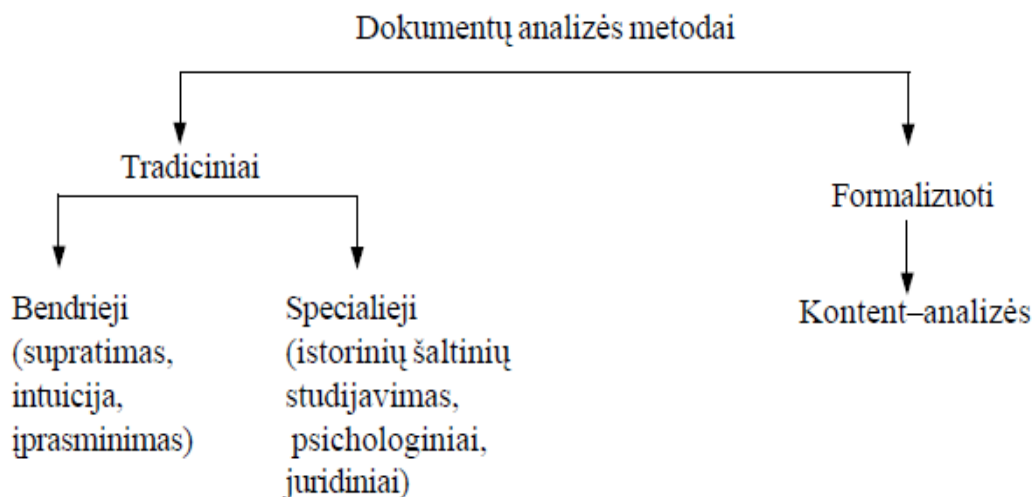 Dokumentų analizės metodai
Tradiciniai
Formalizuoti
Bendrieji
(supratimas,
intuicija,
įprasminimas)
Specialieji
(istorinių šaltinių
studijavimas,
psichologiniai,
juridiniai)
Kontent–analizės